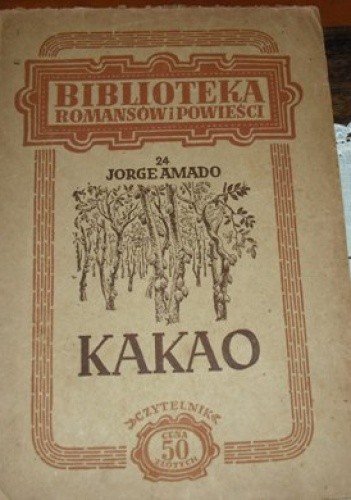 BIBLIOTEKA
ROMANSÓW i POWIEŚCI
24
JORGE AMADO
KAKAO
CZYTELNIK
CENA
50
ZŁOTYCH